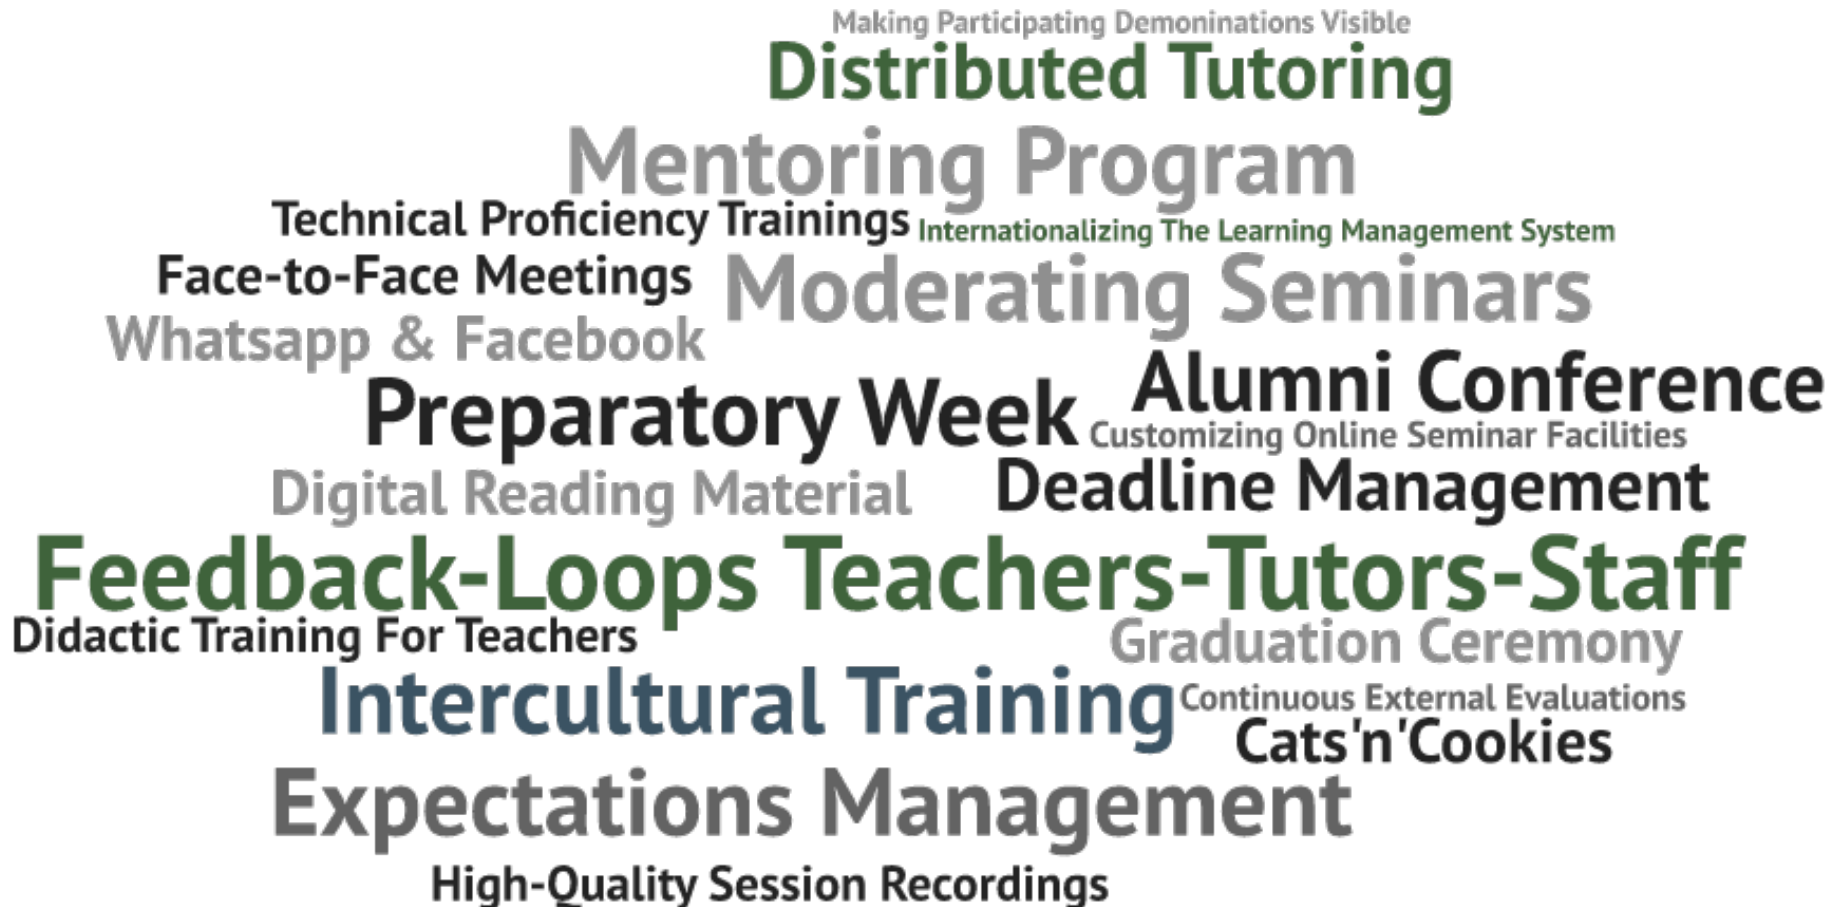 Making Participating Demoninations Visible
Distributed Tutoring
Mentoring Program
Technical Proficiency Trainings
Internationalizing The Learning Management System
Face-to-Face Meetings
Moderating Seminars
Whatsapp & Facebook
Alumni Conference
Preparatory Week
Customizing Online Seminar Facilities
Digital Reading Material
Deadline Management
Feedback-Loops Teachers-Tutors-Staff
Didactic Training For Teachers
Graduation Ceremony
Intercultural Training
Continuous External Evaluations
Cats'n'Cookies
Expectations Management
High-Quality Session Recordings